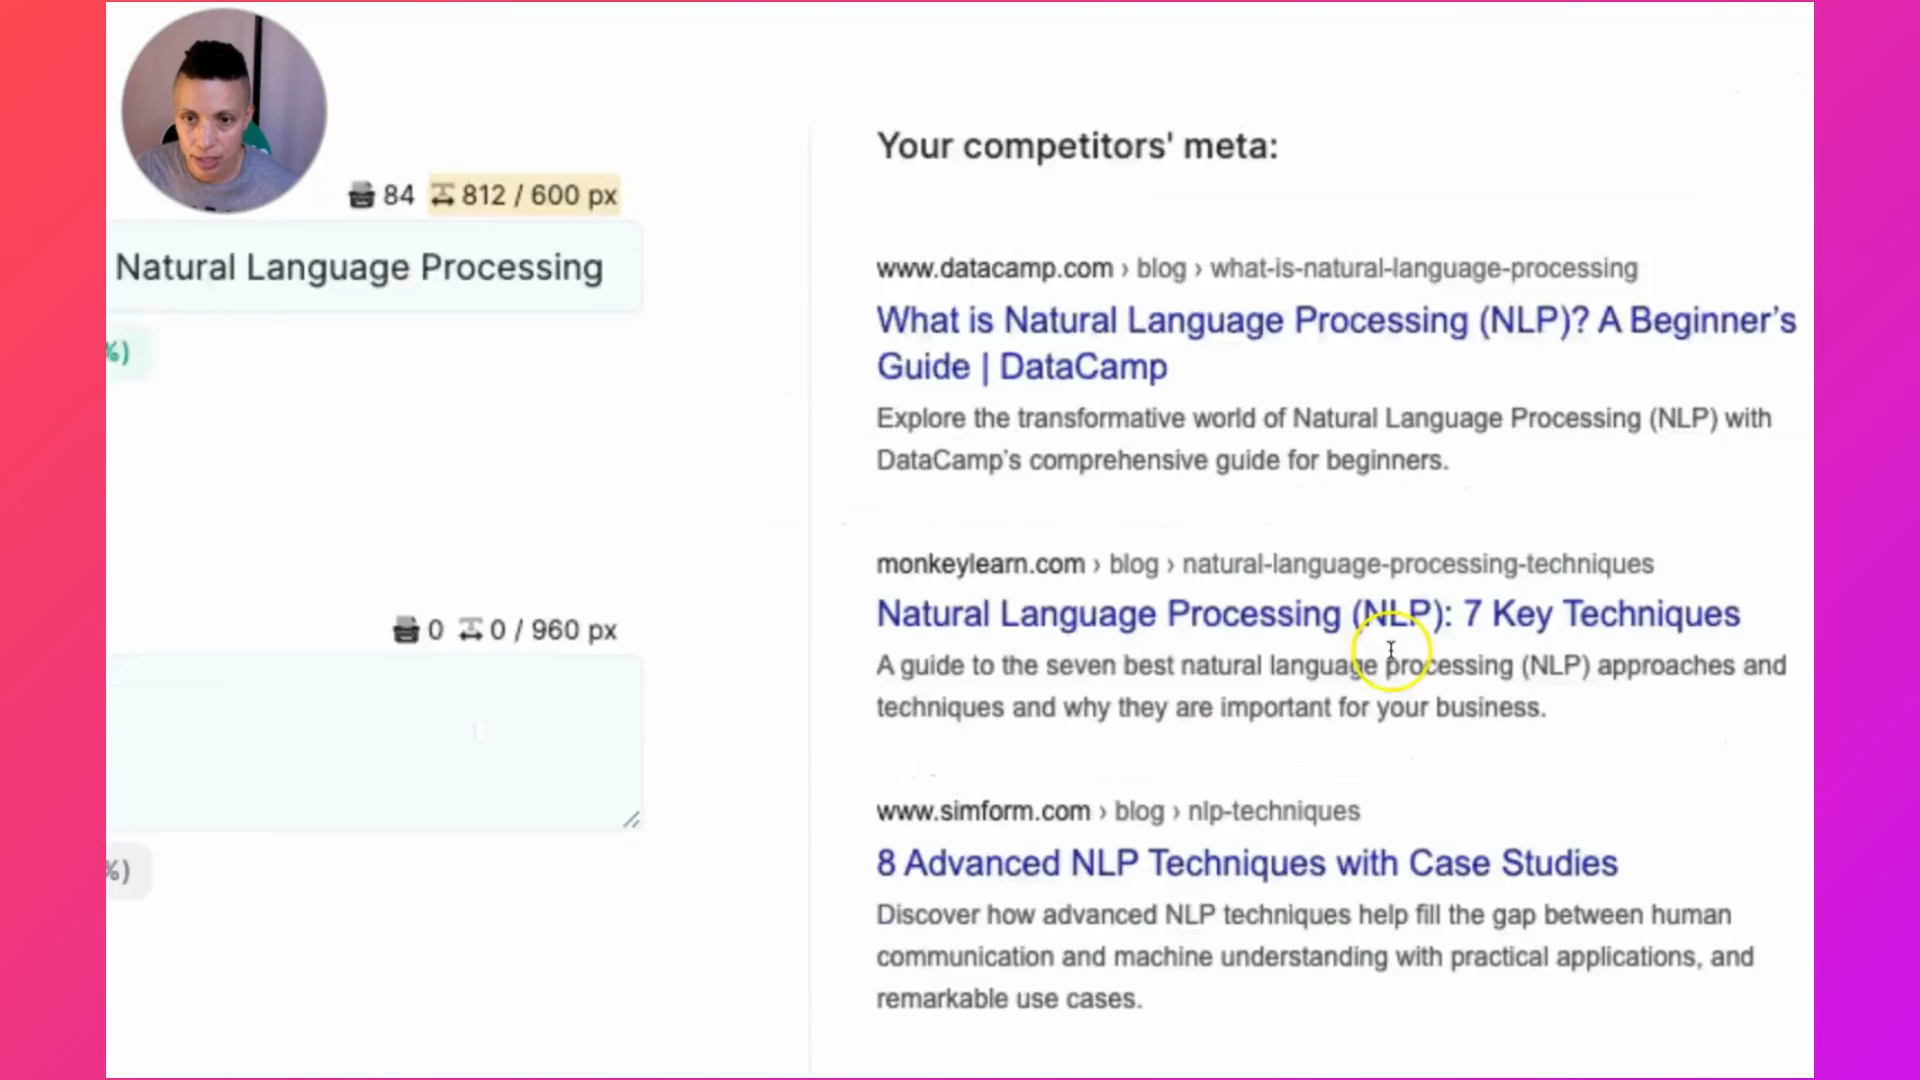 84 812 / 600 px
Natural Language Processing
%)
0 0 / 960 px
%)
Your competitors' meta:
www.datacamp.com › blog › what-is-natural-language-processing
What is Natural Language Processing (NLP)? A Beginner's
Guide | DataCamp
Explore the transformative world of Natural Language Processing (NLP) with
DataCamp's comprehensive guide for beginners.
monkeylearn.com › blog › natural-language-processing-techniques
Natural Language Processing (NLP): 7 Key Techniques
A guide to the seven best natural language processing (NLP) approaches and
techniques and why they are important for your business.
www.simform.com › blog › nlp-techniques
8 Advanced NLP Techniques with Case Studies
Discover how advanced NLP techniques help fill the gap between human
communication and machine understanding with practical applications, and
remarkable use cases.